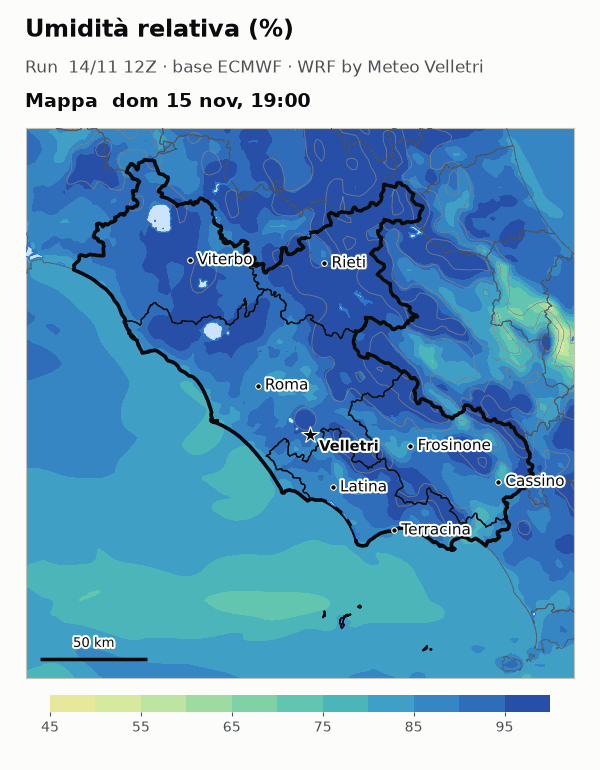 Umidità relativa (%)
Run 14/11 12Z · base ECMWF · WRF by Meteo Velletri
Mappa dom 15 nov, 19:00
Viterbo
Rieti
Roma
Velletri
Frosinone
Cassino
Latina
Terracina
50 km
45 55 65 75 85 95